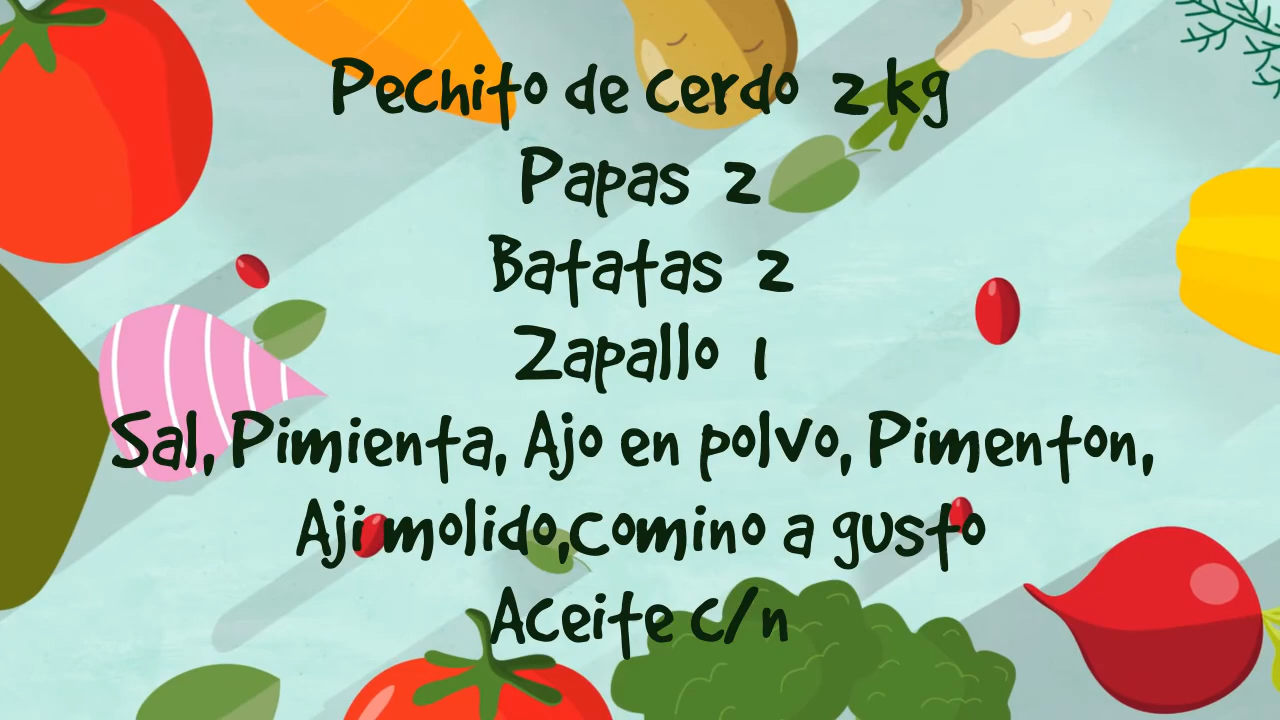 Pechito de cerdo 2 kg
Papas 2
Batatas 2
Zapallo 1
Sal, Pimienta, Ajo en polvo, Pimenton,
Aji molido,comino a gusto
Aceite c/n